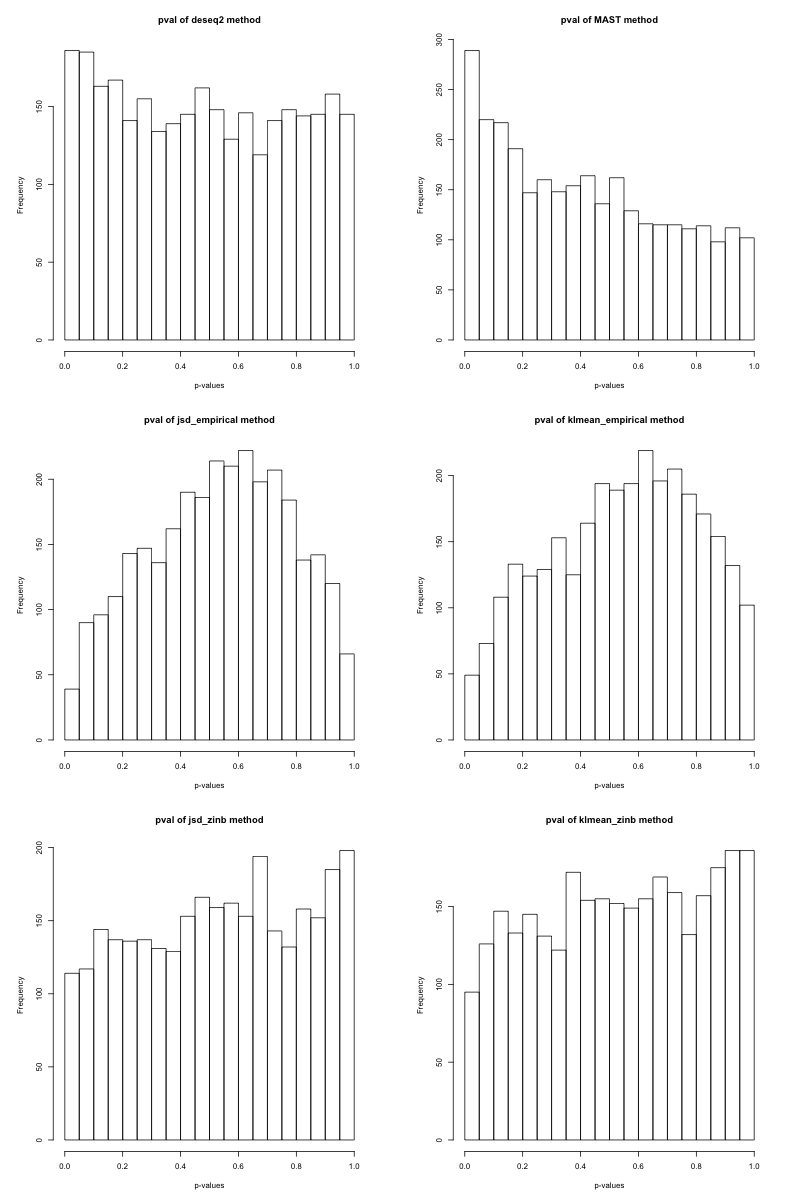 pval of deseq2 method
Frequency
0
50
100
150
0.0 0.2 0.4 0.6 0.8 1.0
p-values
pval of MAST method
Frequency
0
50
100
150
200
250
300
0.0 0.2 0.4 0.6 0.8 1.0
p-values
pval of jsd_empirical method
Frequency
0
50
100
150
200
0.0 0.2 0.4 0.6 0.8 1.0
p-values
pval of klmean_empirical method
Frequency
0
50
100
150
200
0.0 0.2 0.4 0.6 0.8 1.0
p-values
pval of jsd_zinb method
Frequency
0
50
100
150
200
0.0 0.2 0.4 0.6 0.8 1.0
p-values
pval of klmean_zinb method
Frequency
0
50
100
150
0.0 0.2 0.4 0.6 0.8 1.0
p-values